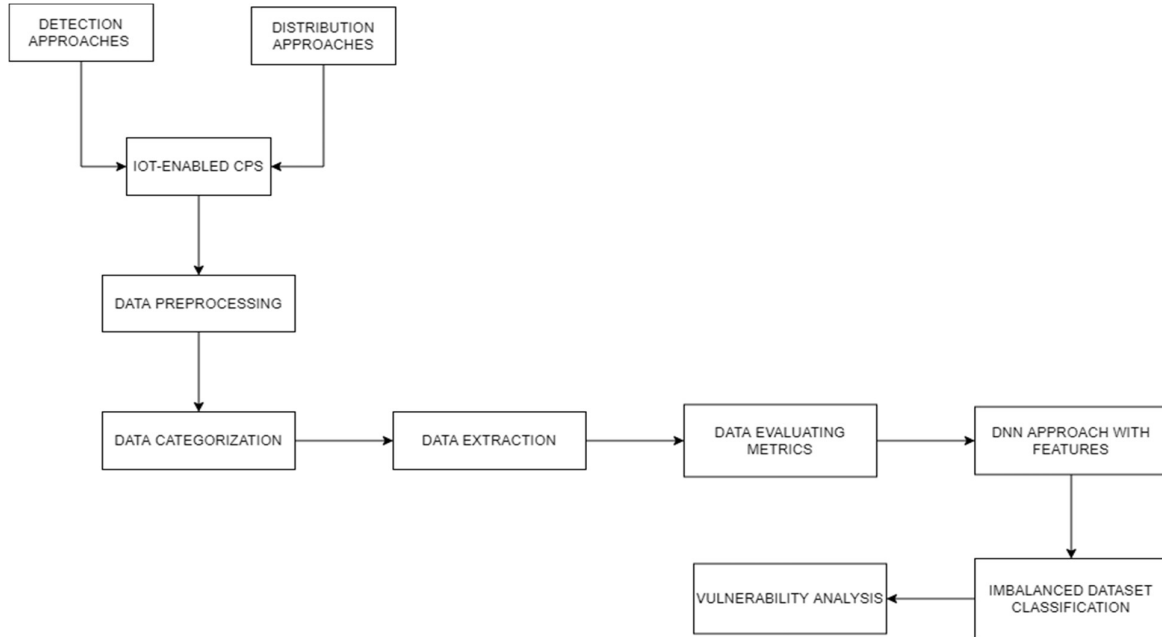 DETECTION
APPROACHES
DISTRIBUTION
APPROACHES
IOT-ENABLED CPS
DATA PREPROCESSING
DATA CATEGORIZATION
DATA EXTRACTION
DATA EVALUATING
METRICS
DNN APPROACH WITH
FEATURES
IMBALANCED DATASET
CLASSIFICATION
VULNERABILITY ANALYSIS